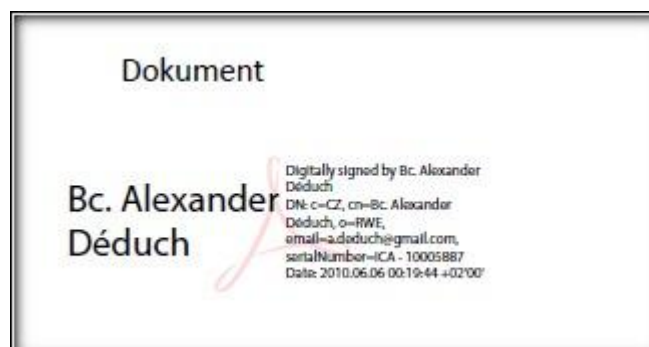 Dokument
Bc. Alexander
Déduch
Digitally signed by Bc. Alexander
Déduch
DN: c=CZ, cn=Bc. Alexander
Déduch, o=RWE,
email=a.deduch@gmail.com,
serialNumber=ICA - 10005887
Date: 2010.06.06 00:19:44 +02'00'